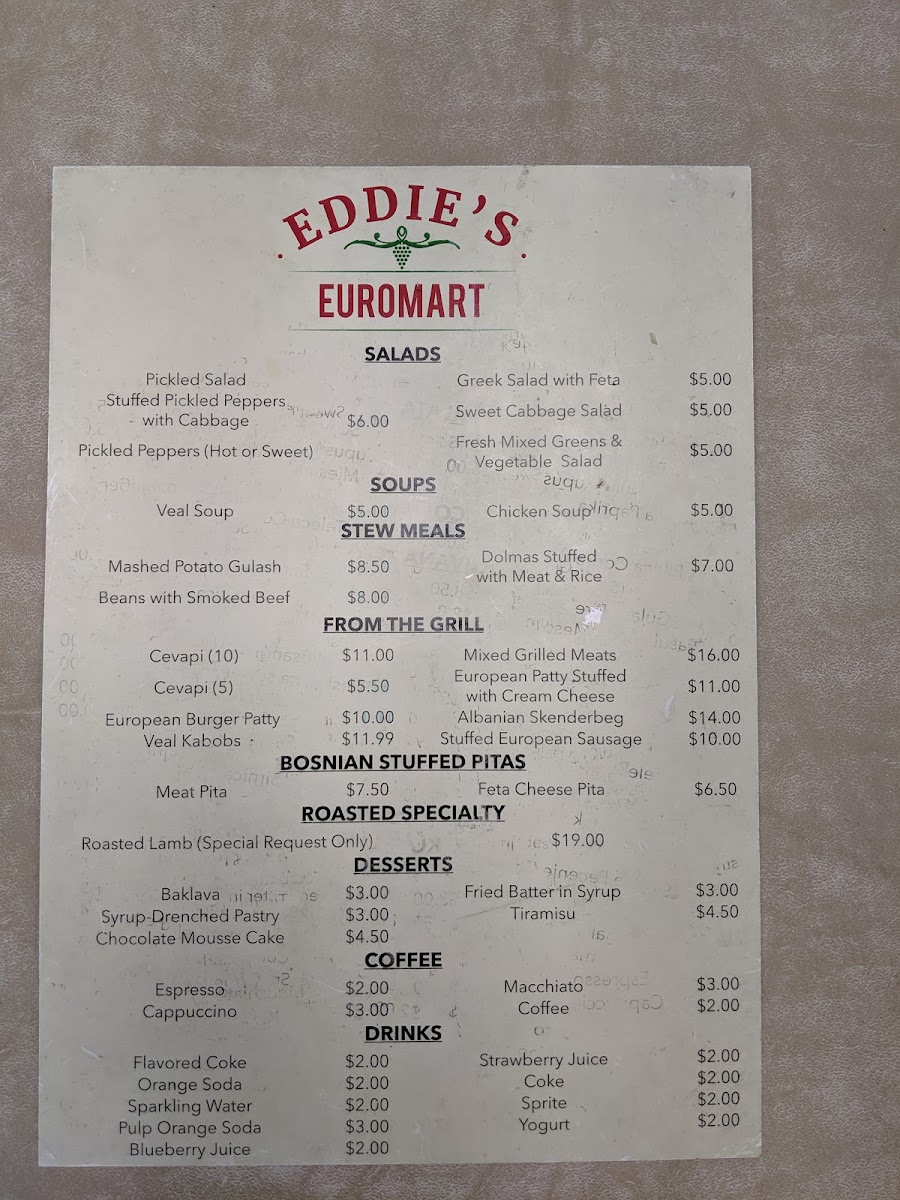 EDDIE'S
EUROMART
SALADS
Pickled Salad
Stuffed Pickled Peppers
with Cabbage $6.00
Pickled Peppers (Hot or Sweet)
Greek Salad with Feta $5.00
Sweet Cabbage Salad $5.00
Fresh Mixed Greens &
Vegetable Salad $5.00
SOUPS
Veal Soup $5.00
Chicken Soup $5.00
STEW MEALS
Mashed Potato Gulash $8.50
Beans with Smoked Beef $8.00
Dolmas Stuffed
with Meat & Rice $7.00
FROM THE GRILL
Cevapi (10) $11.00
Cevapi (5) $5.50
European Burger Patty $10.00
Veal Kabobs $11.99
Mixed Grilled Meats $16.00
European Patty Stuffed
with Cream Cheese $11.00
Albanian Skenderbeg $14.00
Stuffed European Sausage $10.00
BOSNIAN STUFFED PITAS
Meat Pita $7.50
Feta Cheese Pita $6.50
ROASTED SPECIALTY
Roasted Lamb (Special Request Only) $19.00
DESSERTS
Baklava $3.00
Syrup-Drenched Pastry $3.00
Chocolate Mousse Cake $4.50
Fried Batter in Syrup $3.00
Tiramisu $4.50
COFFEE
Espresso $2.00
Cappuccino $3.00
Macchiato $3.00
Coffee $2.00
DRINKS
Flavored Coke $2.00
Orange Soda $2.00
Sparkling Water $2.00
Pulp Orange Soda $3.00
Blueberry Juice $2.00
Strawberry Juice $2.00
Coke $2.00
Sprite $2.00
Yogurt $2.00